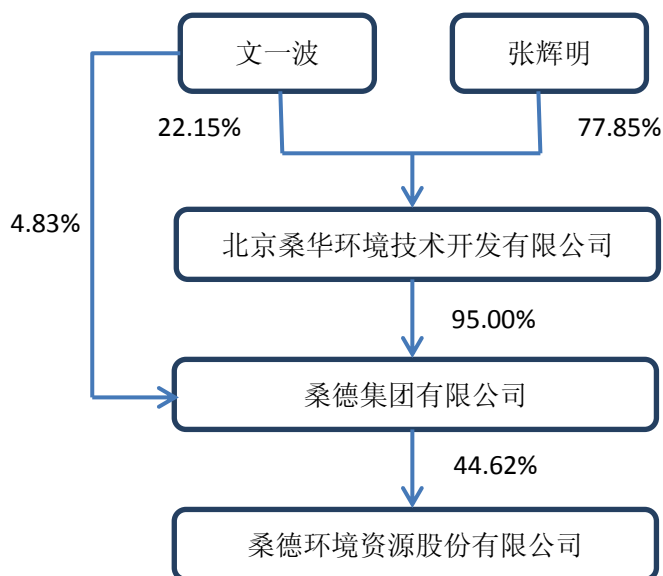 文一波
张辉明
22.15%
77.85%
4.83%
北京桑华环境技术开发有限公司
95.00%
桑德集团有限公司
44.62%
桑德环境资源股份有限公司